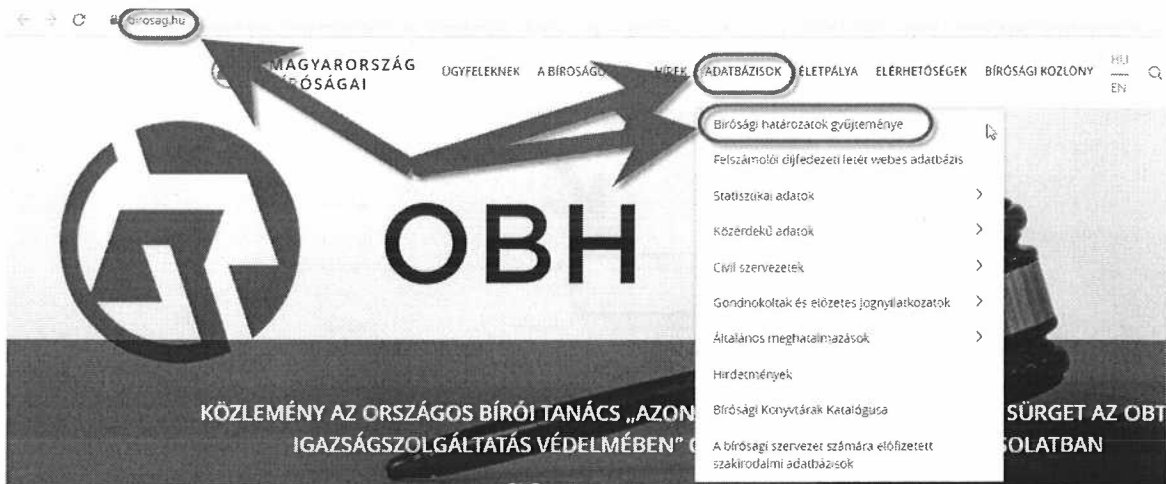 birosag.hu
MAGYARORSZÁG
BÍRÓSÁGAI
ÜGYFELEKNEK
HÍREK
ADATBÁZISOK
ÉLETPÁLYA
ELÉRHETŐSÉGEK
BÍRÓSÁGI KÖZLÖNY
HU
EN
Bírósági határozatok gyűjteménye
Felszámolói díjfedezeti letét webes adatbázis
Statisztikai adatok
Közérdekű adatok
Civil szervezetek
Gondnokoltak és előzetes jognyilatkozatok
Általános meghatalmazások
Hirdetmények
Bírósági Könyvtárak Katalógusa
A bírósági szervezet számára előfizetett
szakirodalmi adatbázisok
OBH
KÖZLEMÉNY AZ ORSZÁGOS BÍRÓI TANÁCS „AZON
SÜRGET AZ OBT
IGAZSÁGSZOLGÁLTATÁS VÉDELMÉBEN”
SOLATBAN